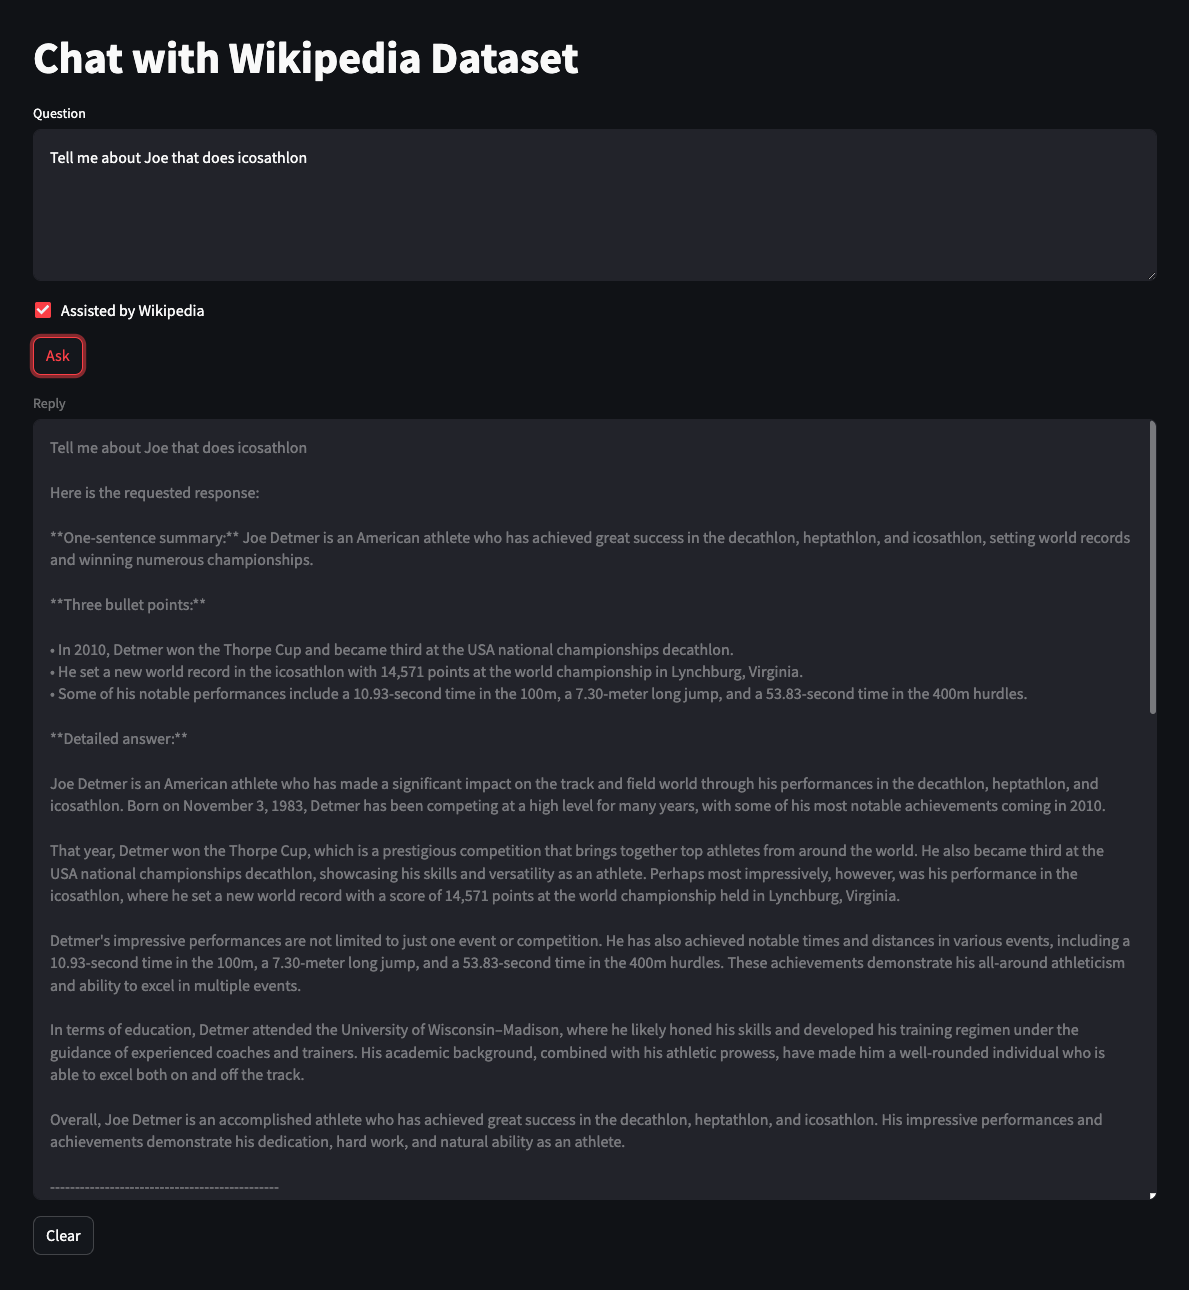 Chat with Wikipedia Dataset
Question
Tell me about Joe that does icosathlon
Assisted by Wikipedia
Ask
Reply
Tell me about Joe that does icosathlon
Here is the requested response:
**One-sentence summary:** Joe Detmer is an American athlete who has achieved great success in the decathlon, heptathlon, and icosathlon, setting world records
and winning numerous championships.
**Three bullet points:**
• In 2010, Detmer won the Thorpe Cup and became third at the USA national championships decathlon.
• He set a new world record in the icosathlon with 14,571 points at the world championship in Lynchburg, Virginia.
• Some of his notable performances include a 10.93-second time in the 100m, a 7.30-meter long jump, and a 53.83-second time in the 400m hurdles.
**Detailed answer:**
Joe Detmer is an American athlete who has made a significant impact on the track and field world through his performances in the decathlon, heptathlon, and
icosathlon. Born on November 3, 1983, Detmer has been competing at a high level for many years, with some of his most notable achievements coming in 2010.
That year, Detmer won the Thorpe Cup, which is a prestigious competition that brings together top athletes from around the world. He also became third at the
USA national championships decathlon, showcasing his skills and versatility as an athlete. Perhaps most impressively, however, was his performance in the
icosathlon, where he set a new world record with a score of 14,571 points at the world championship held in Lynchburg, Virginia.
Detmer's impressive performances are not limited to just one event or competition. He has also achieved notable times and distances in various events, including a
10.93-second time in the 100m, a 7.30-meter long jump, and a 53.83-second time in the 400m hurdles. These achievements demonstrate his all-around athleticism
and ability to excel in multiple events.
In terms of education, Detmer attended the University of Wisconsin–Madison, where he likely honed his skills and developed his training regimen under the
guidance of experienced coaches and trainers. His academic background, combined with his athletic prowess, have made him a well-rounded individual who is
able to excel both on and off the track.
Overall, Joe Detmer is an accomplished athlete who has achieved great success in the decathlon, heptathlon, and icosathlon. His impressive performances and
achievements demonstrate his dedication, hard work, and natural ability as an athlete.
----------------------------------------------
Clear